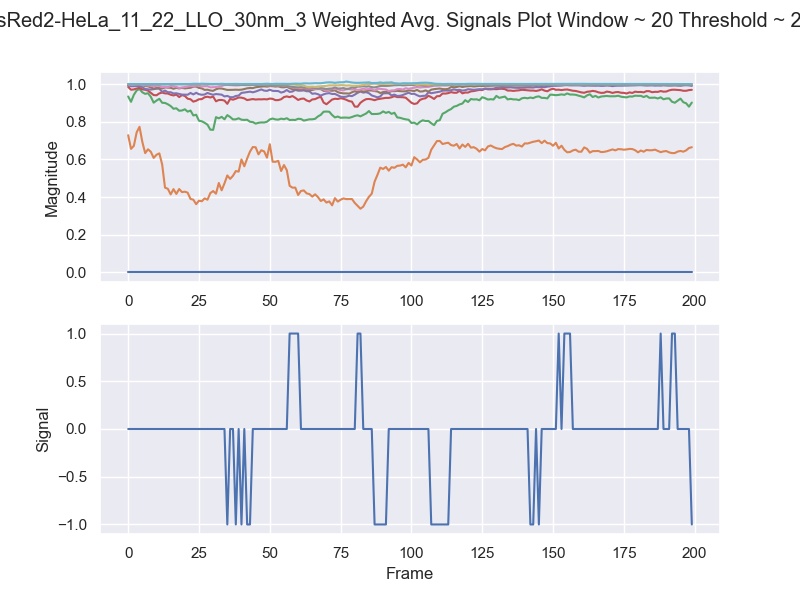 sRed2-HeLa_11_22_LLO_30nm_3 Weighted Avg. Signals Plot Window ~ 20 Threshold ~ 2
1.0
0.8
0.6
0.4
0.2
0.0
Magnitude
0 25 50 75 100 125 150 175 200
1.0
0.5
0.0
−0.5
−1.0
Signal
0 25 50 75 100 125 150 175 200
Frame